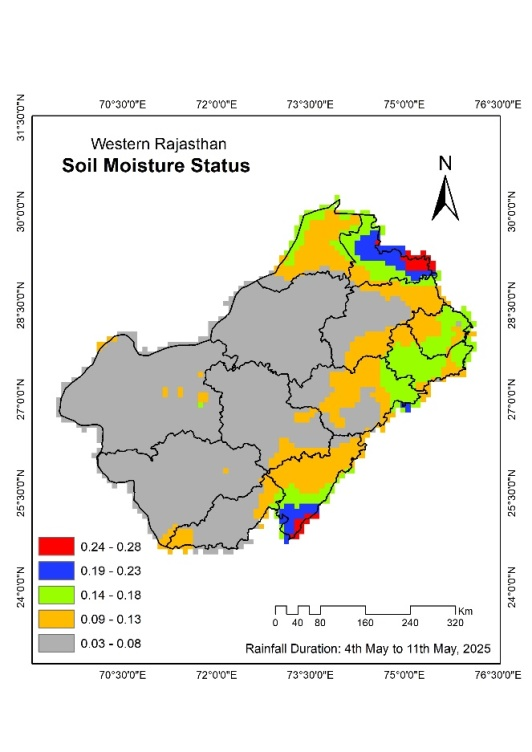 70°30'0"E 72°0'0"E 73°30'0"E 75°0'0"E 76°30'0"E
31°30'0"N
Western Rajasthan
Soil Moisture Status
N
30°0'0"N 30°0'0"N
28°30'0"N 28°30'0"N
27°0'0"N 27°0'0"N
25°30'0"N 25°30'0"N
24°0'0"N 24°0'0"N
0.24 - 0.28
0.19 - 0.23
0.14 - 0.18
0.09 - 0.13
0.03 - 0.08
Km
0 40 80 160 240 320
Rainfall Duration: 4th May to 11th May, 2025
70°30'0"E 72°0'0"E 73°30'0"E 75°0'0"E 76°30'0"E